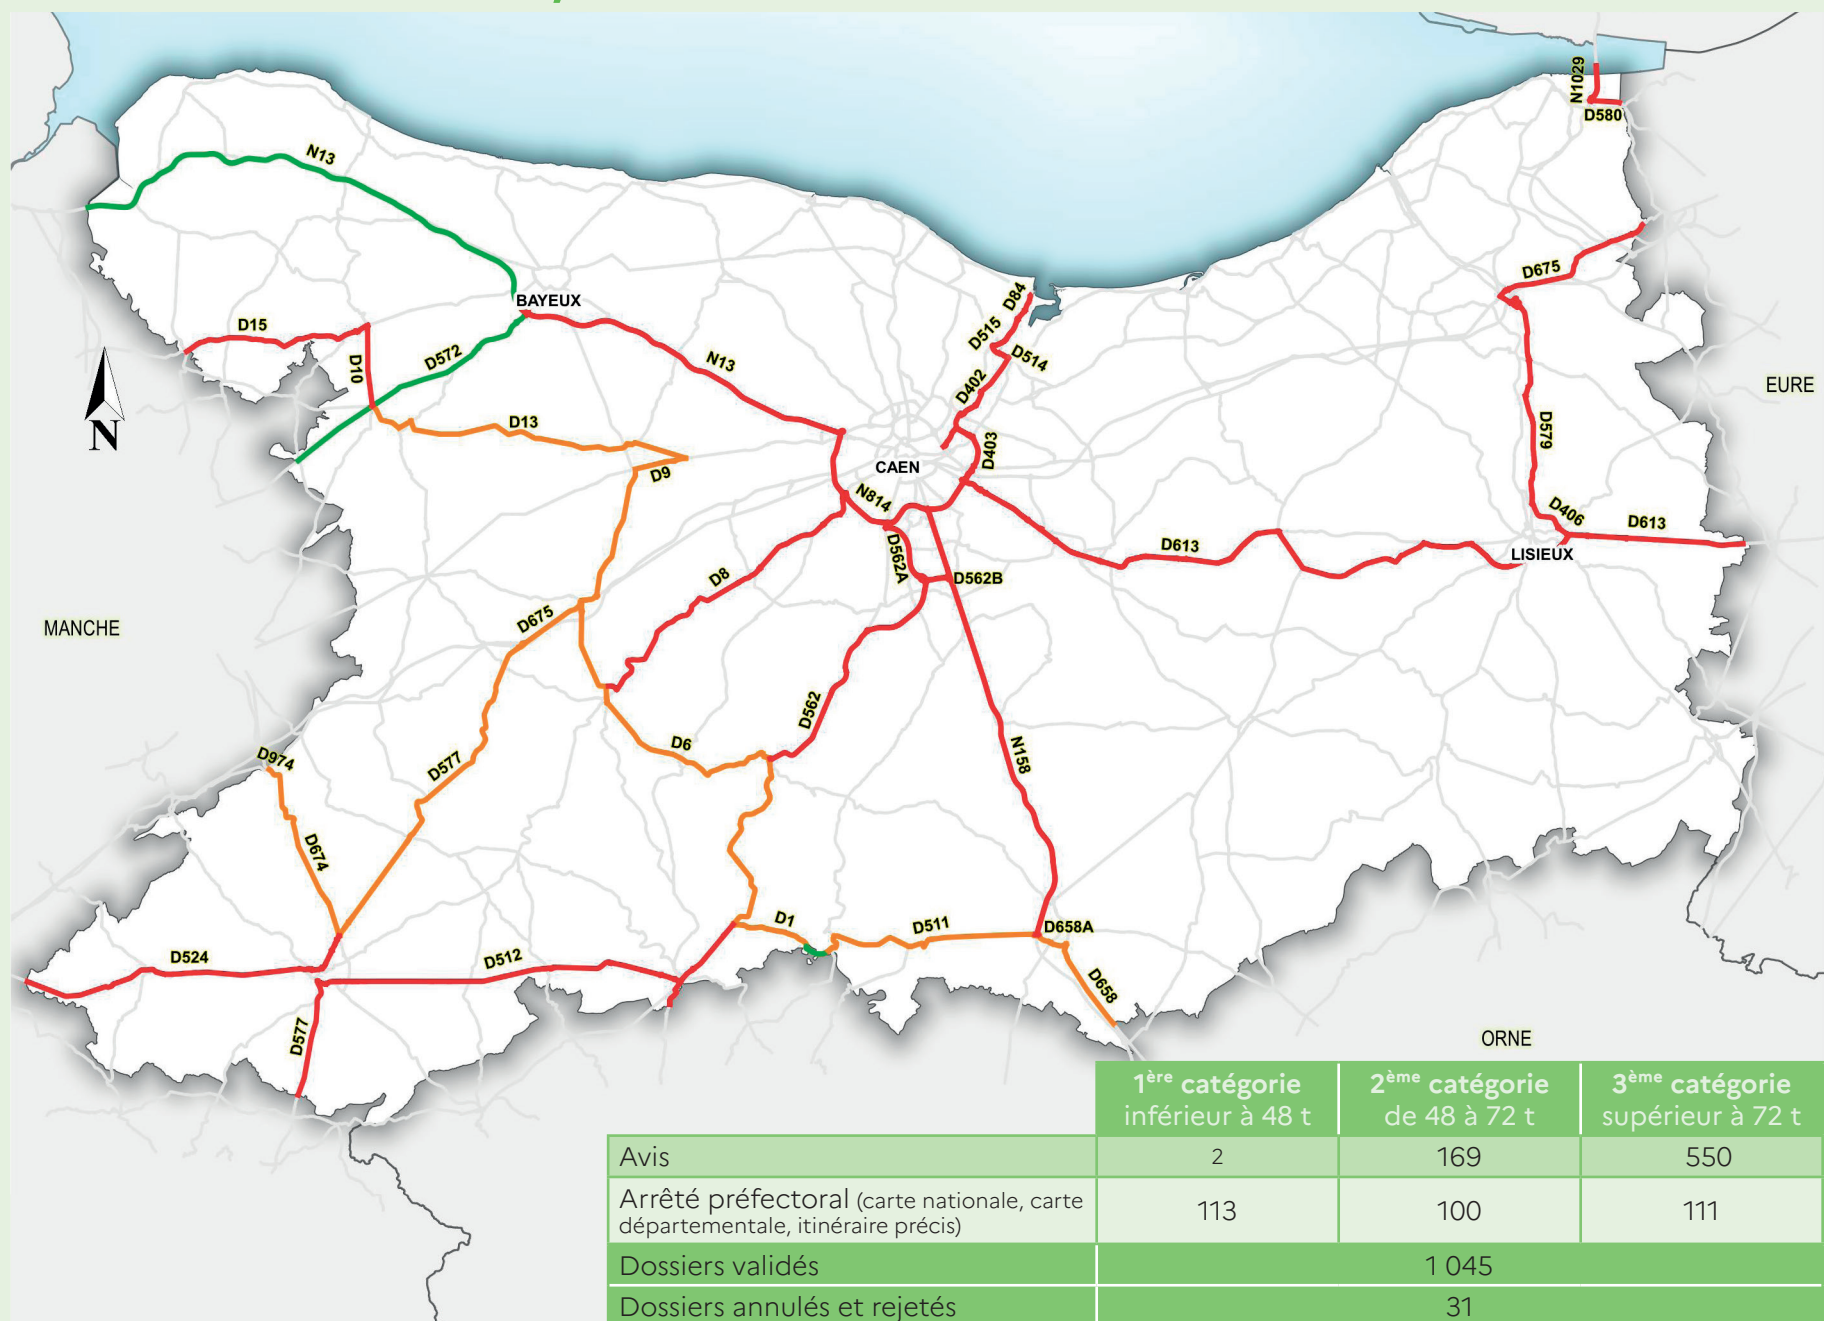 N1029
D580
N13
D675
D84
BAYEUX
D515
D15
D514
N13
D572
D10
D402
EURE
D13
D579
D403
CAEN
D9
N814
D406
D613
D613
LISIEUX
D562A
D8
D562B
D675
MANCHE
D562
D6
N158
D974
D577
D674
D1
D511
D658A
D524
D512
D658
D577
N
ORNE
1ère catégorie 2ème catégorie 3ème catégorie
inférieur à 48 t de 48 à 72 t supérieur à 72 t
Avis 2 169 550
Arrêté préfectoral (carte nationale, carte
départementale, itinéraire précis) 113 100 111
Dossiers validés 1 045
Dossiers annulés et rejetés 31